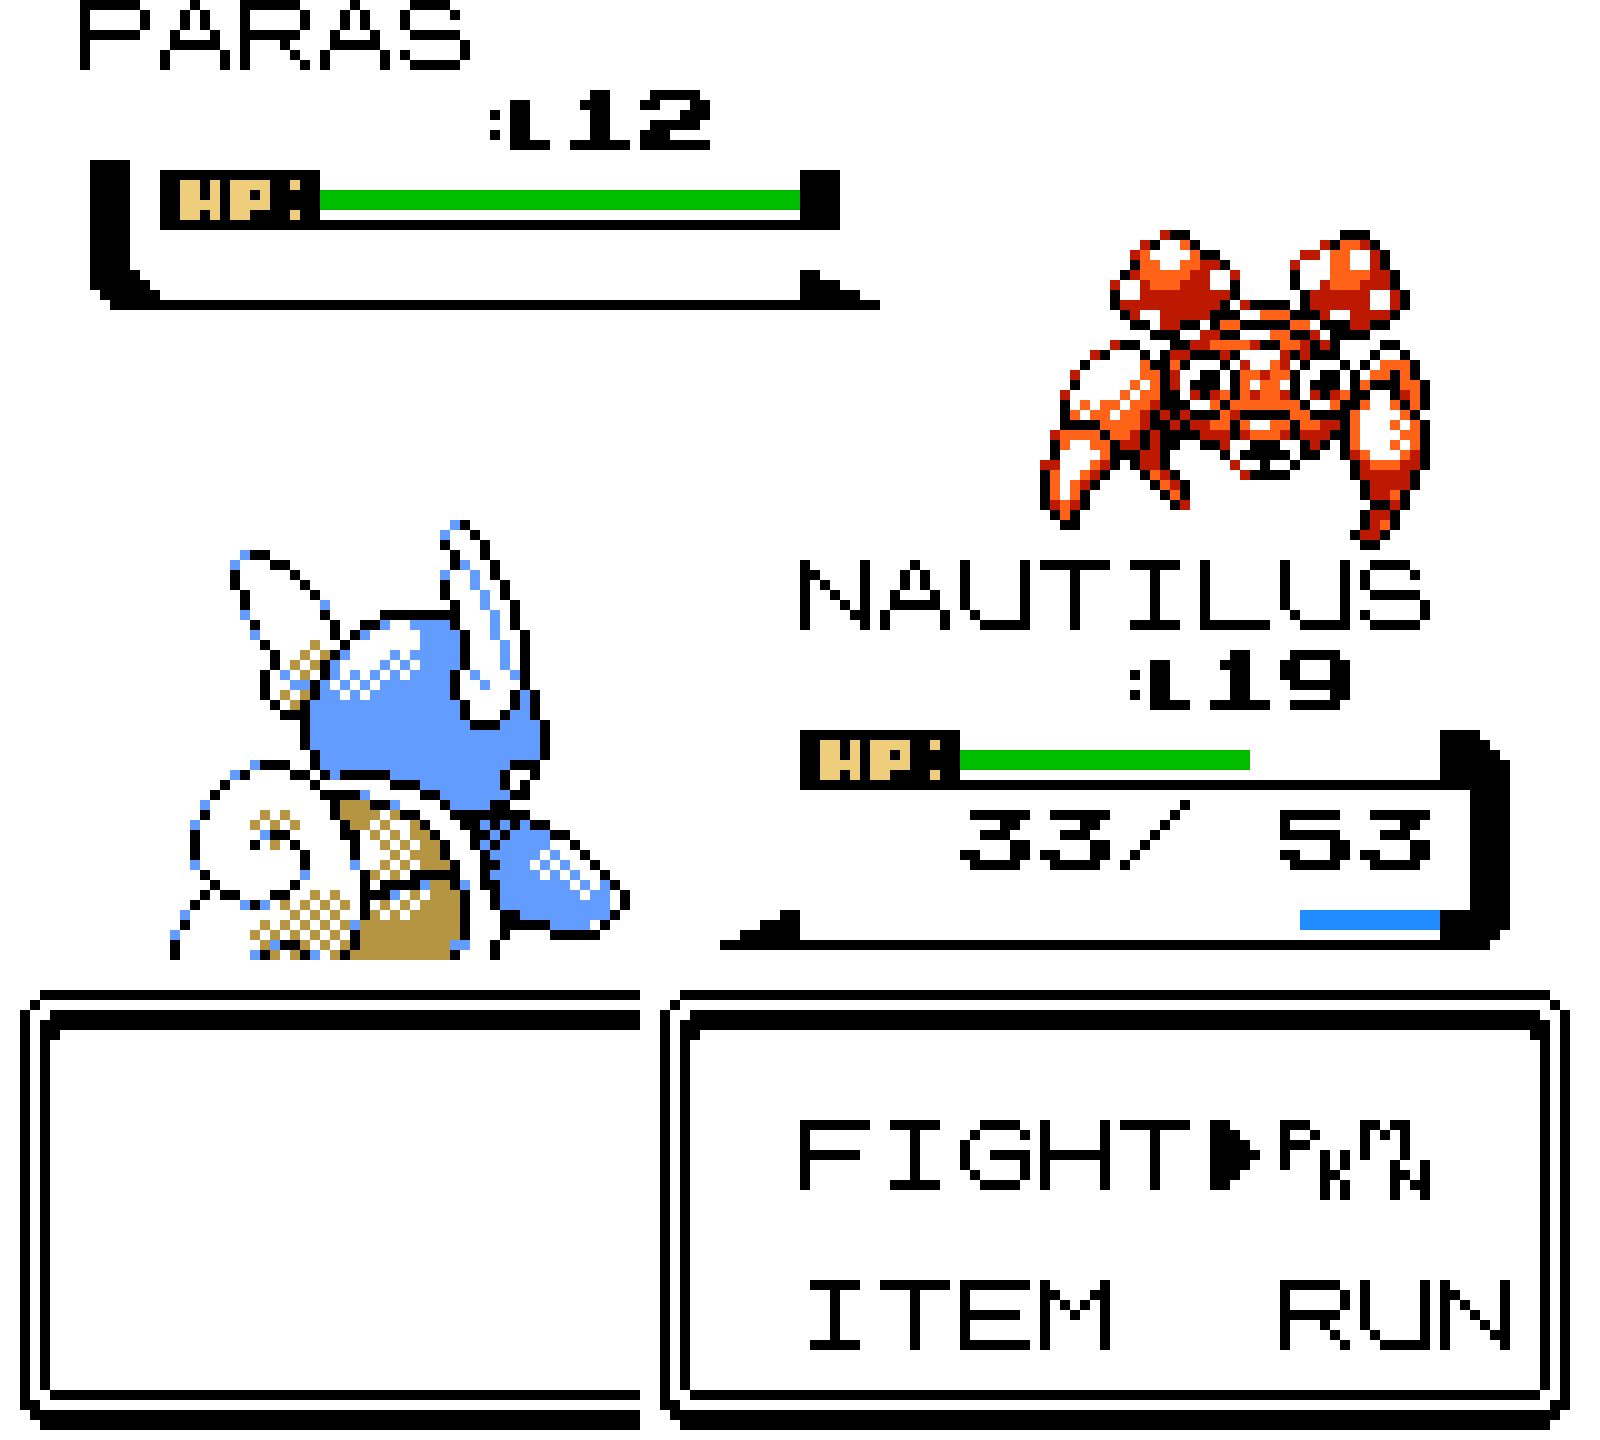 PARAS
:L12
HP:
NAUTILUS
:L19
HP:
33/ 53
FIGHT ▶PKMN
ITEM RUN